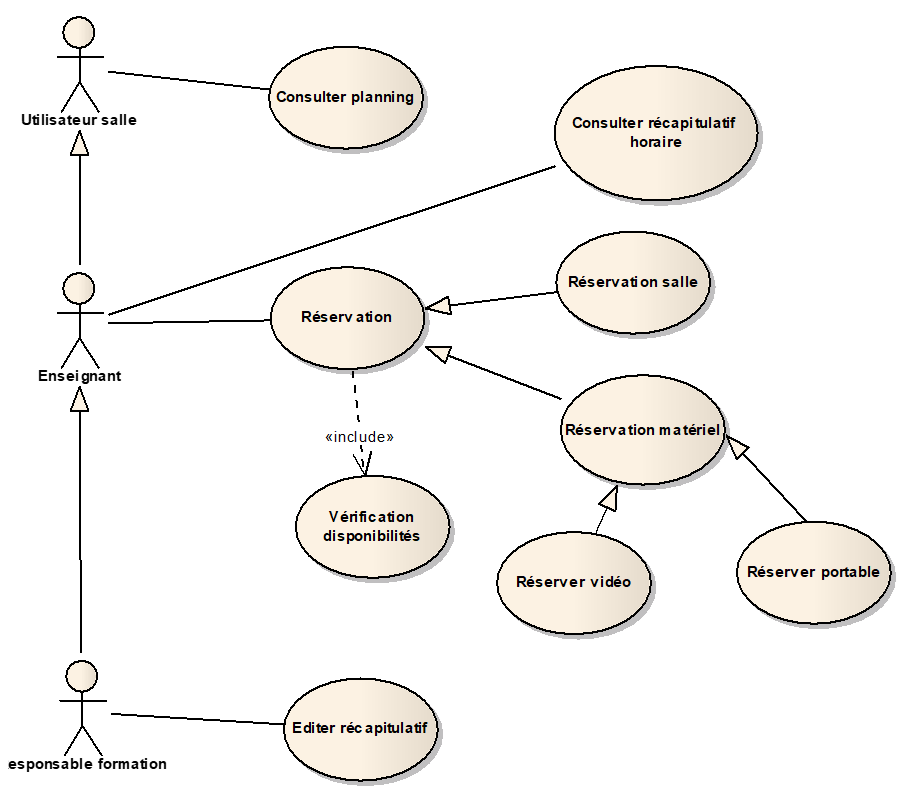 Utilisateur salle
Consulter planning
Consulter récapitulatif
horaire
Enseignant
Réservation
Réservation salle
«include»
Réservation matériel
Vérification
disponibilités
Réserver vidéo
Réserver portable
esponsable formation
Editer récapitulatif